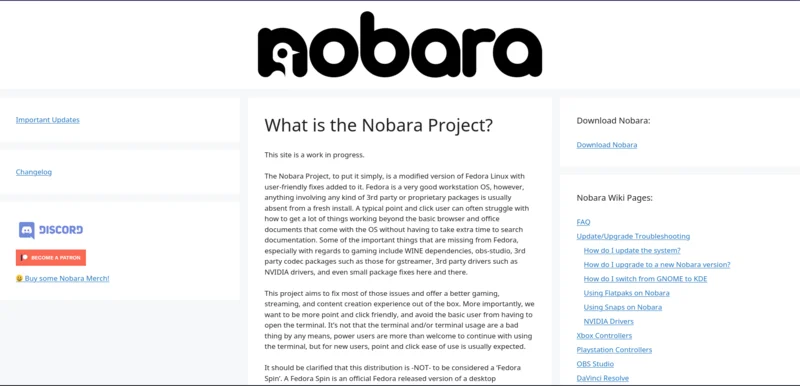 nobara
Important Updates
Changelog
DISCORD
BECOME A PATRON
Buy some Nobara Merch!
What is the Nobara Project?
This site is a work in progress.
The Nobara Project, to put it simply, is a modified version of Fedora Linux with
user-friendly fixes added to it. Fedora is a very good workstation OS, however,
anything involving any kind of 3rd party or proprietary packages is usually
absent from a fresh install. A typical point and click user can often struggle with
how to get a lot of things working beyond the basic browser and office
documents that come with the OS without having to take extra time to search
documentation. Some of the important things that are missing from Fedora,
especially with regards to gaming include WINE dependencies, obs-studio, 3rd
party codec packages such as those for gstreamer, 3rd party drivers such as
NVIDIA drivers, and even small package fixes here and there.
This project aims to fix most of those issues and offer a better gaming,
streaming, and content creation experience out of the box. More importantly, we
want to be more point and click friendly, and avoid the basic user from having to
open the terminal. It's not that the terminal and/or terminal usage are a bad
thing by any means, power users are more than welcome to continue with using
the terminal, but for new users, point and click ease of use is usually expected.
It should be clarified that this distribution is -NOT- to be considered a 'Fedora
Spin'. A Fedora Spin is an official Fedora released version of a desktop
Download Nobara:
Download Nobara
Nobara Wiki Pages:
FAQ
Update/Upgrade Troubleshooting
How do I update the system?
How do I upgrade to a new Nobara version?
How do I switch from GNOME to KDE
Using Flatpaks on Nobara
Using Snaps on Nobara
NVIDIA Drivers
Xbox Controllers
Playstation Controllers
OBS Studio
DaVinci Resolve